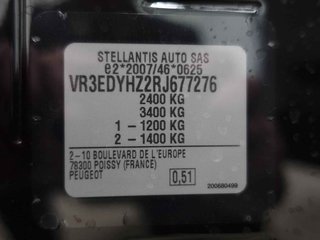 STELLANTIS AUTO SAS
e2*2007/46*0625
VR3EDYHZ2RJ677276
2400 KG
3400 KG
1 - 1200 KG
2 - 1400 KG
2-10 BOULEVARD DE L'EUROPE
78300 POISSY (FRANCE)
PEUGEOT
0,51
200680499